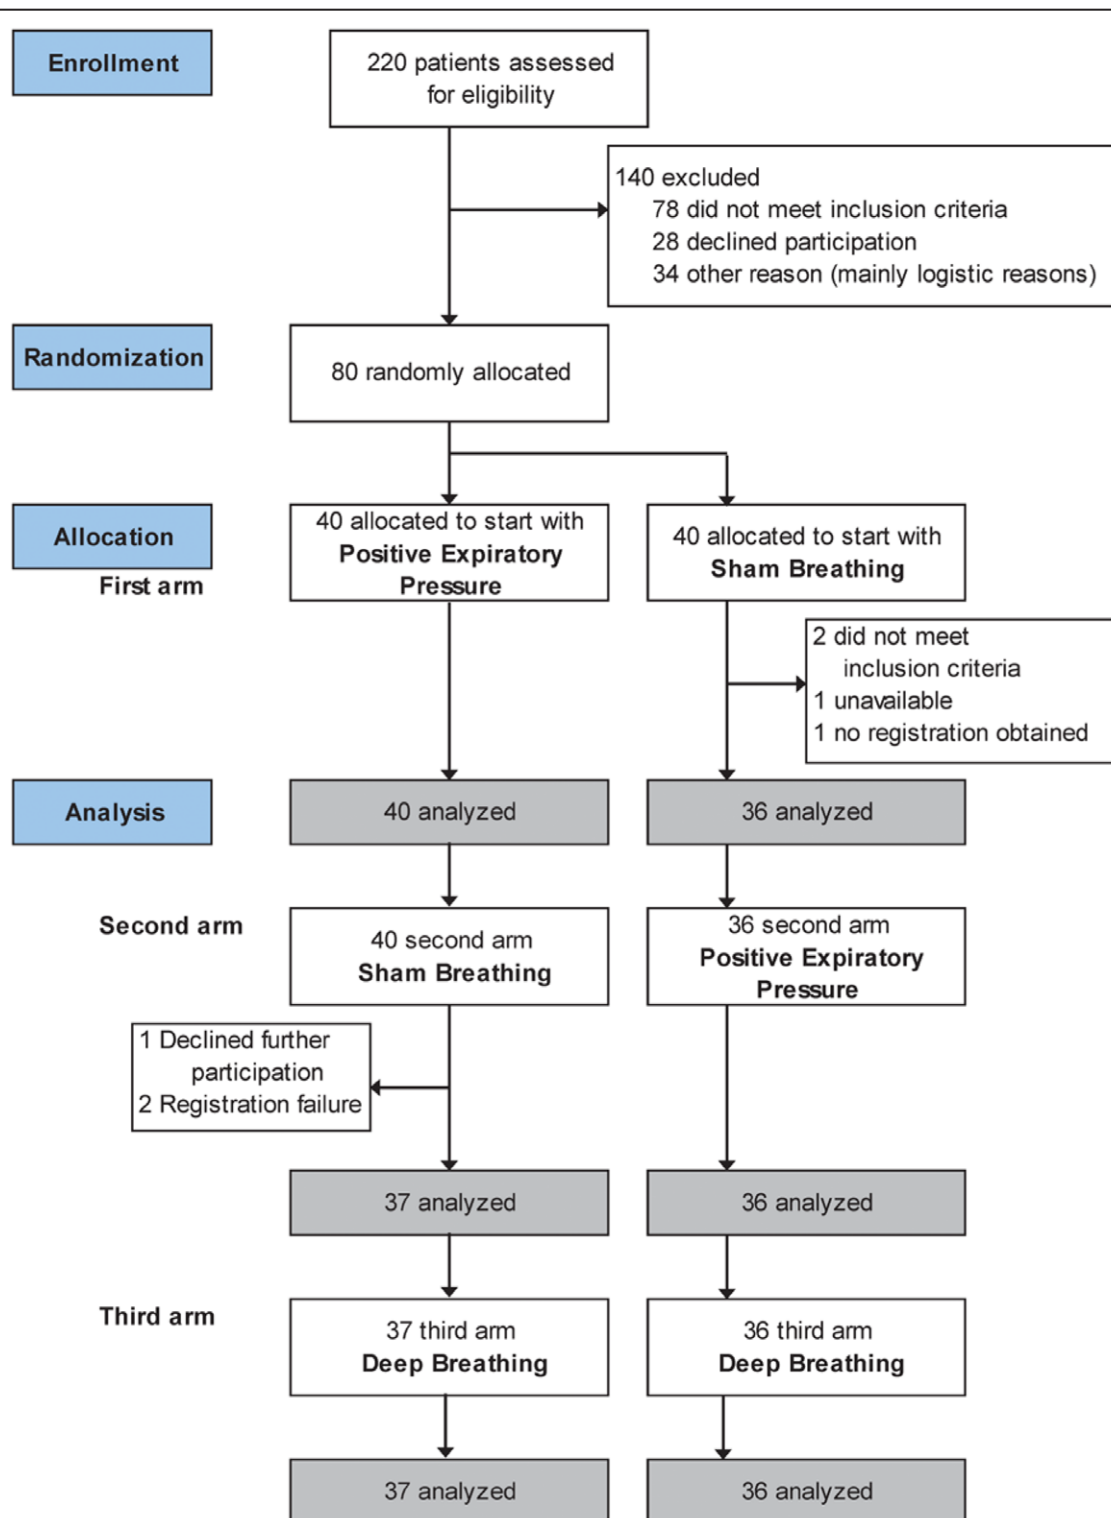 Enrollment
220 patients assessed
for eligibility
140 excluded
78 did not meet inclusion criteria
28 declined participation
34 other reason (mainly logistic reasons)
Randomization
80 randomly allocated
Allocation
First arm
40 allocated to start with
Positive Expiratory
Pressure
40 allocated to start with
Sham Breathing
2 did not meet
inclusion criteria
1 unavailable
1 no registration obtained
Analysis
40 analyzed
36 analyzed
Second arm
40 second arm
Sham Breathing
36 second arm
Positive Expiratory
Pressure
1 Declined further
participation
2 Registration failure
37 analyzed
36 analyzed
Third arm
37 third arm
Deep Breathing
36 third arm
Deep Breathing
37 analyzed
36 analyzed